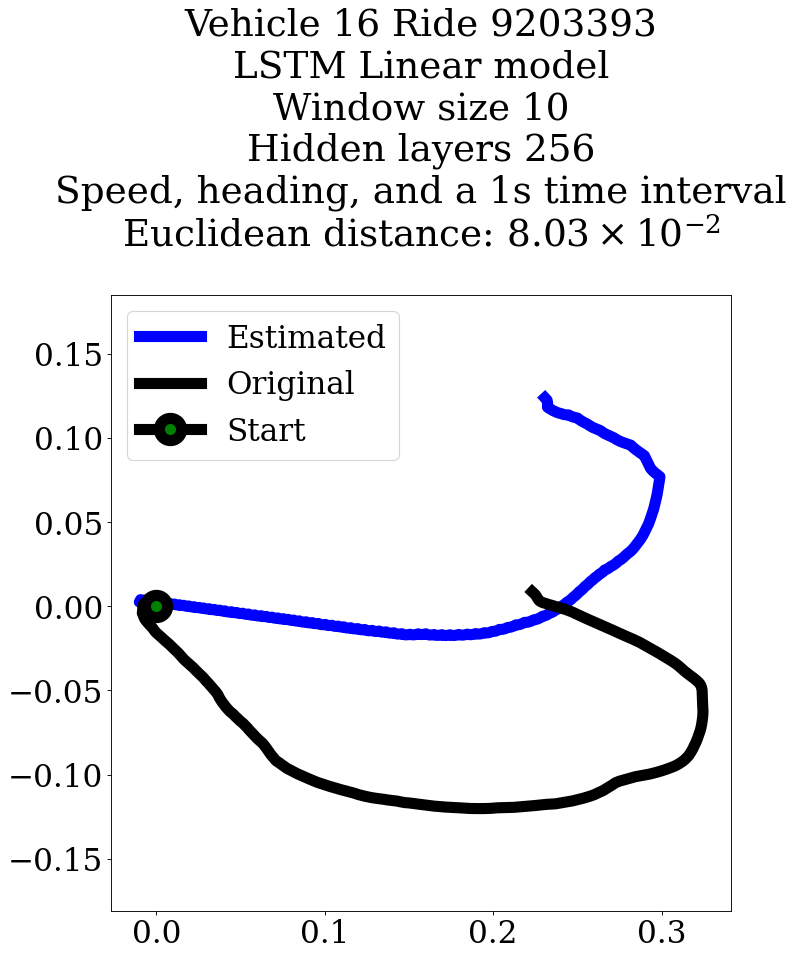 Vehicle 16 Ride 9203393
LSTM Linear model
Window size 10
Hidden layers 256
Speed, heading, and a 1s time interval
Euclidean distance: $8.03 \times 10^{-2}$
Estimated
Original
Start
0.15
0.10
0.05
0.00
−0.05
−0.10
−0.15
0.0 0.1 0.2 0.3